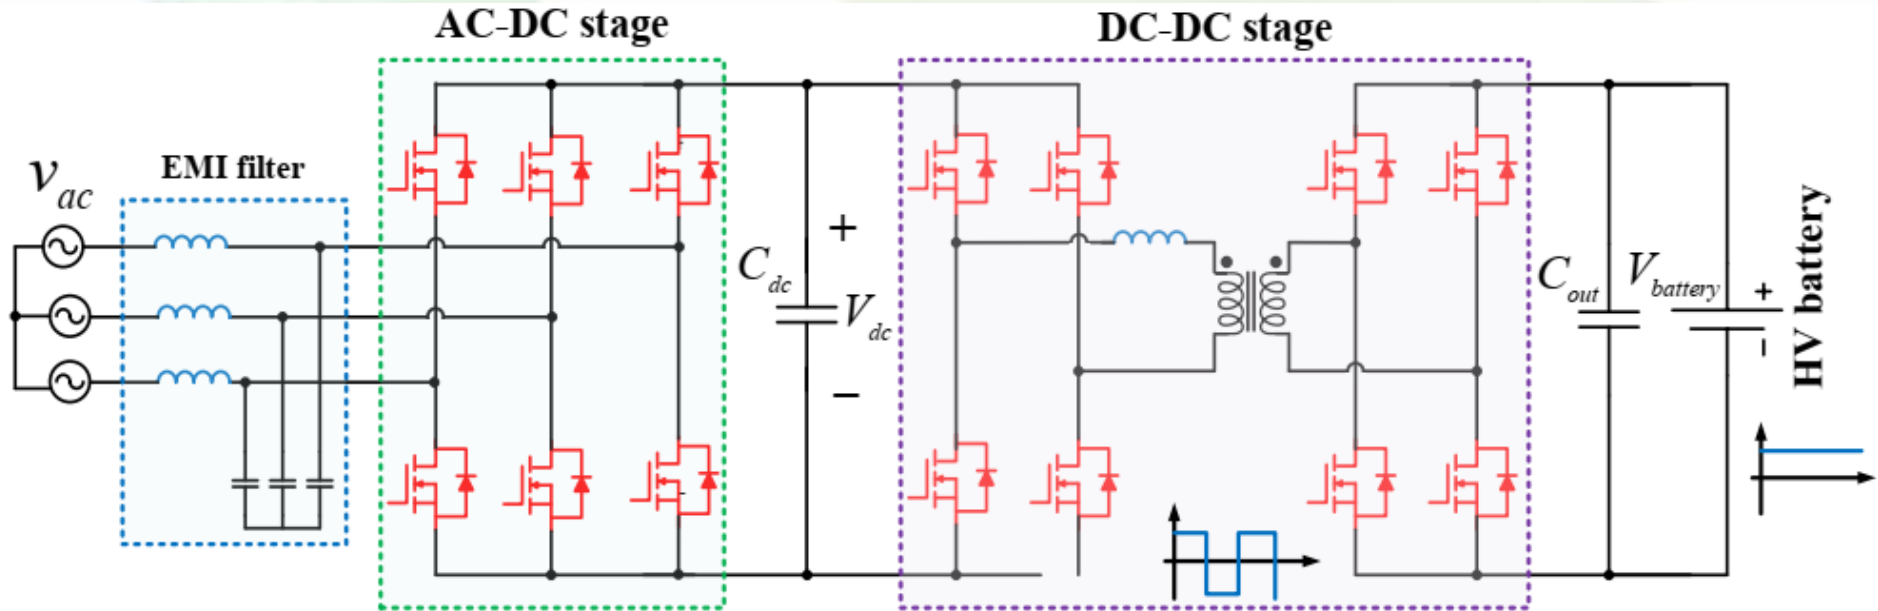 AC-DC stage
DC-DC stage
EMI filter
v_ac
C_dc
+
V_dc
−
C_out
V_battery
+
−
HV battery